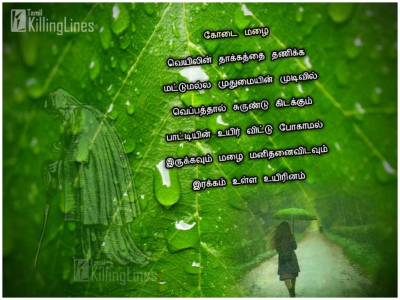 Tamil
KillingLines
கோடை மழை
வெயிலின் தாக்கத்தை தணிக்க
மட்டுமல்ல முதுமையின் முடிவில்
வெப்பத்தால் சுருண்டு கிடக்கும்
பாட்டியின் உயிர் விட்டு போகாமல்
இருக்கவும் மழை மனிதனைவிடவும்
இரக்கம் உள்ள உயிரினம்
Tamil
KillingLines